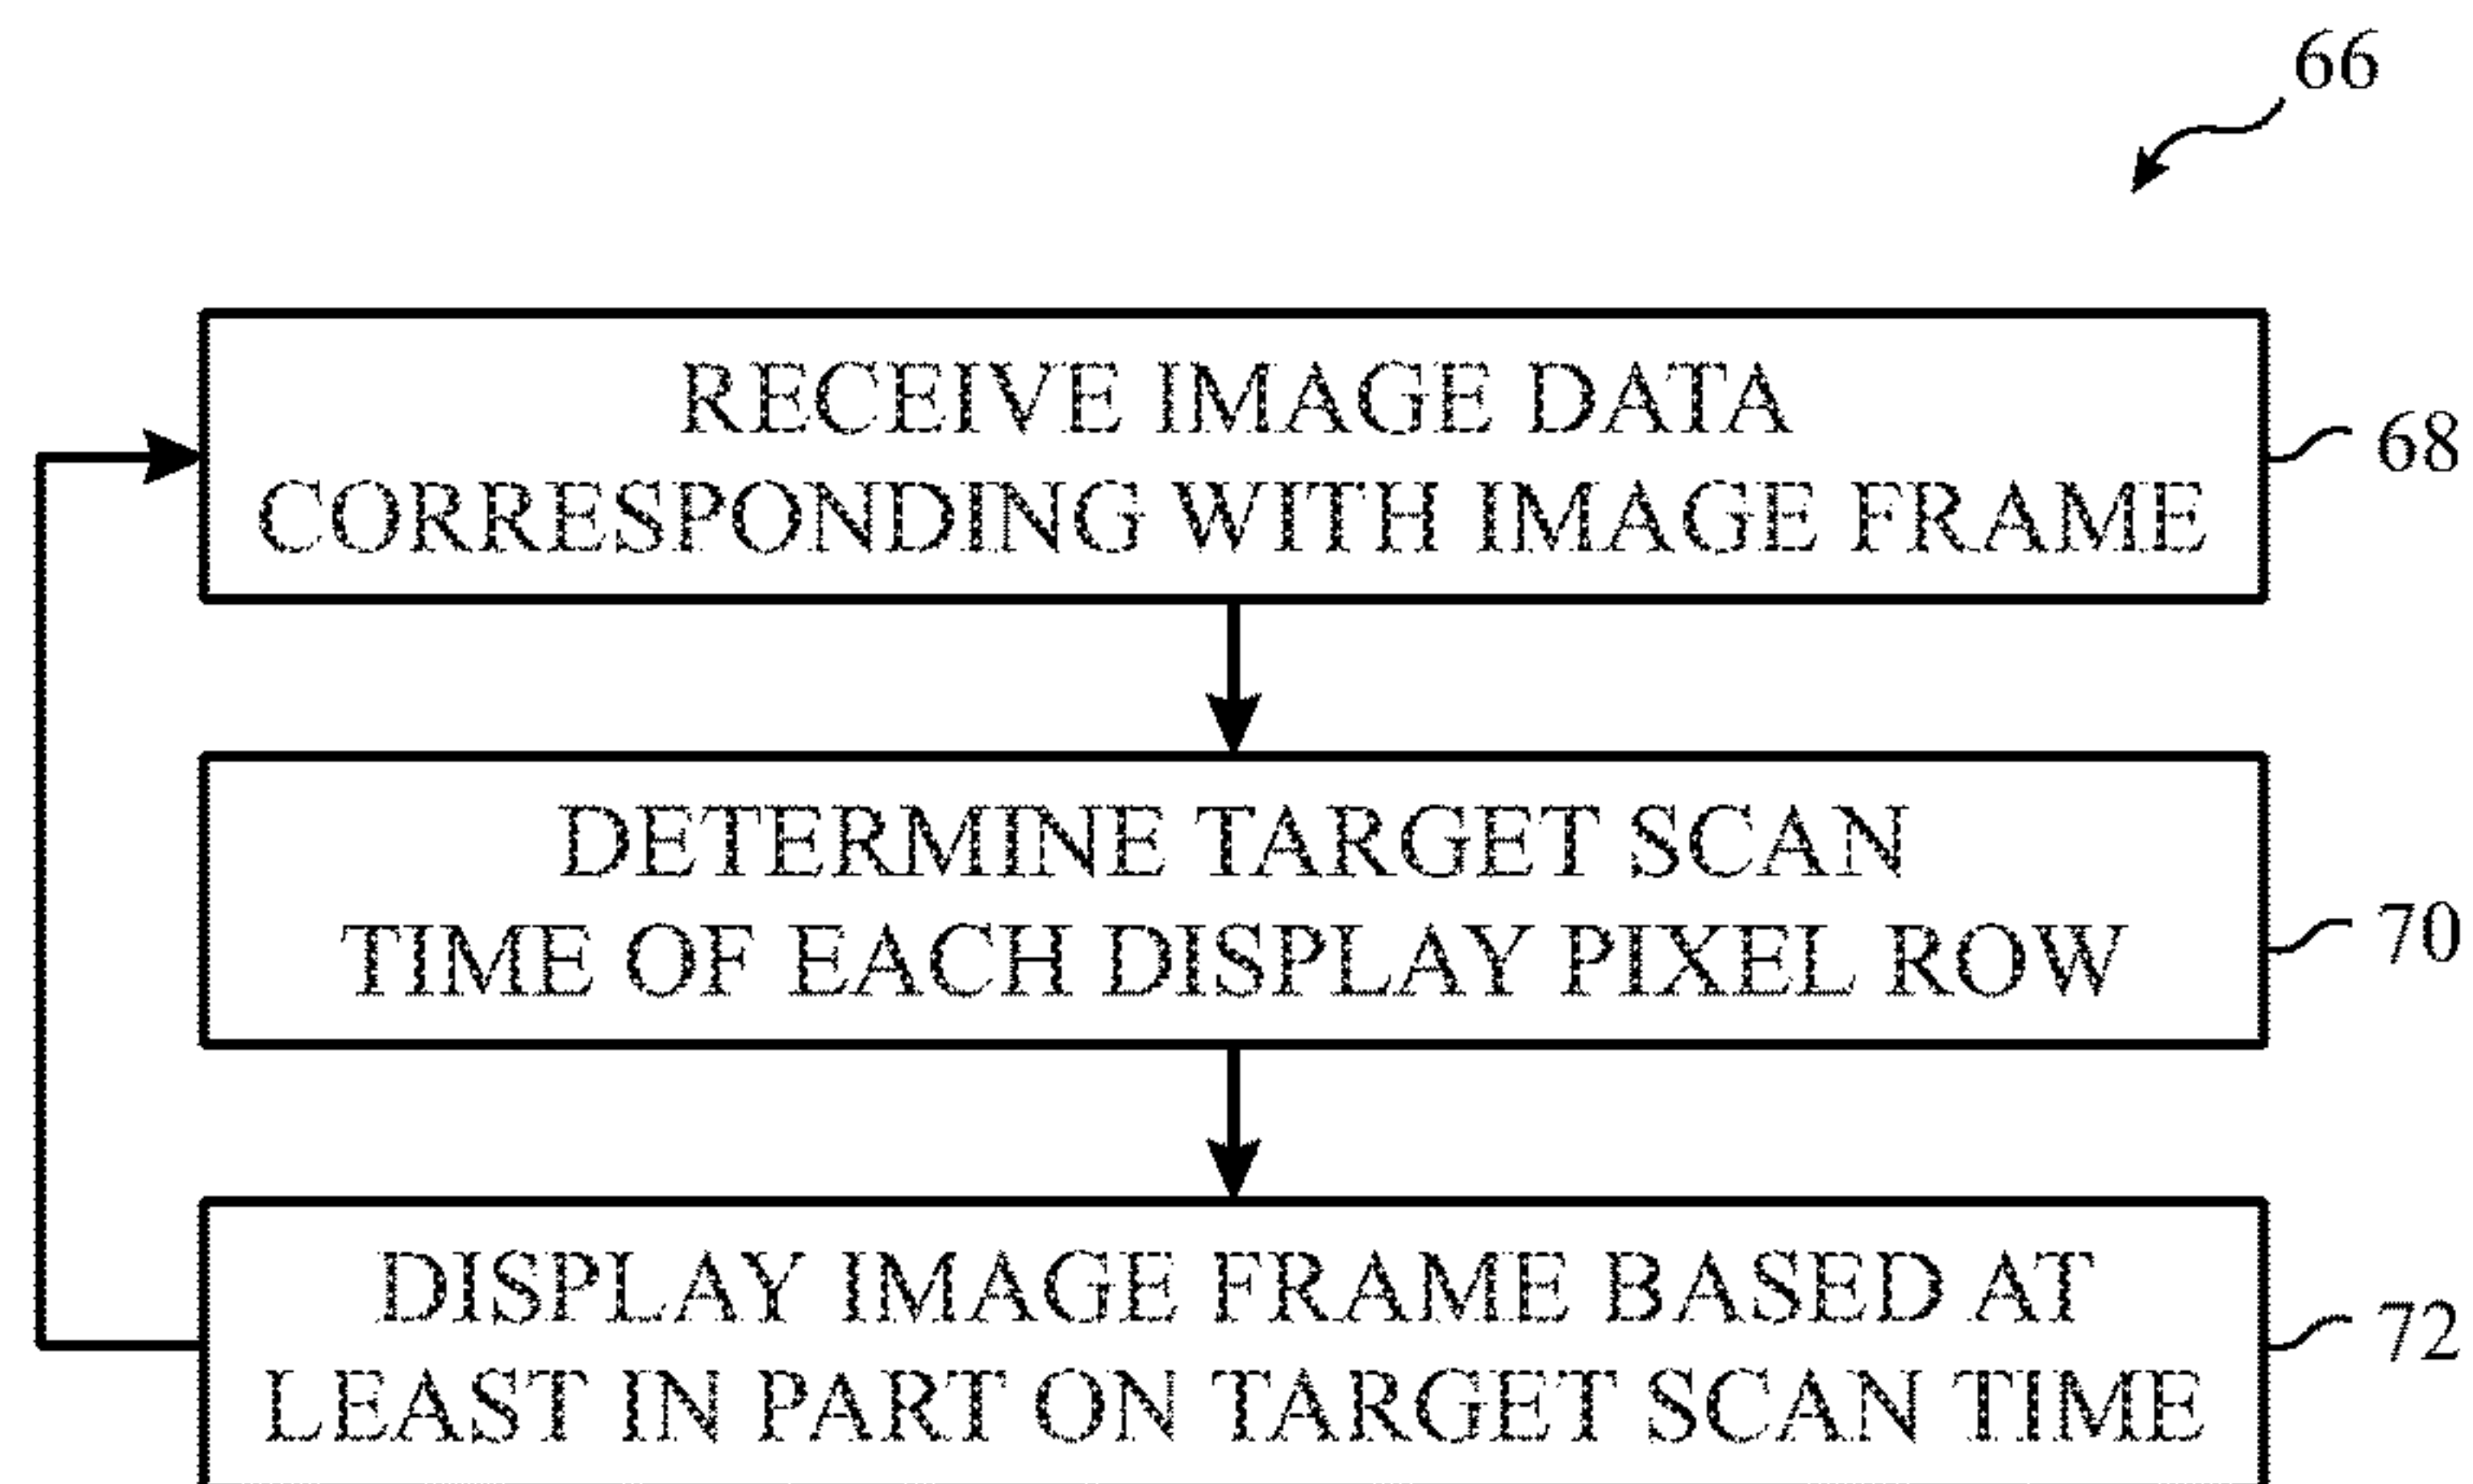 66
RECEIVE IMAGE DATA
CORRESPONDING WITH IMAGE FRAME
68
DETERMINE TARGET SCAN
TIME OF EACH DISPLAY PIXEL ROW
70
DISPLAY IMAGE FRAME BASED AT
LEAST IN PART ON TARGET SCAN TIME
72